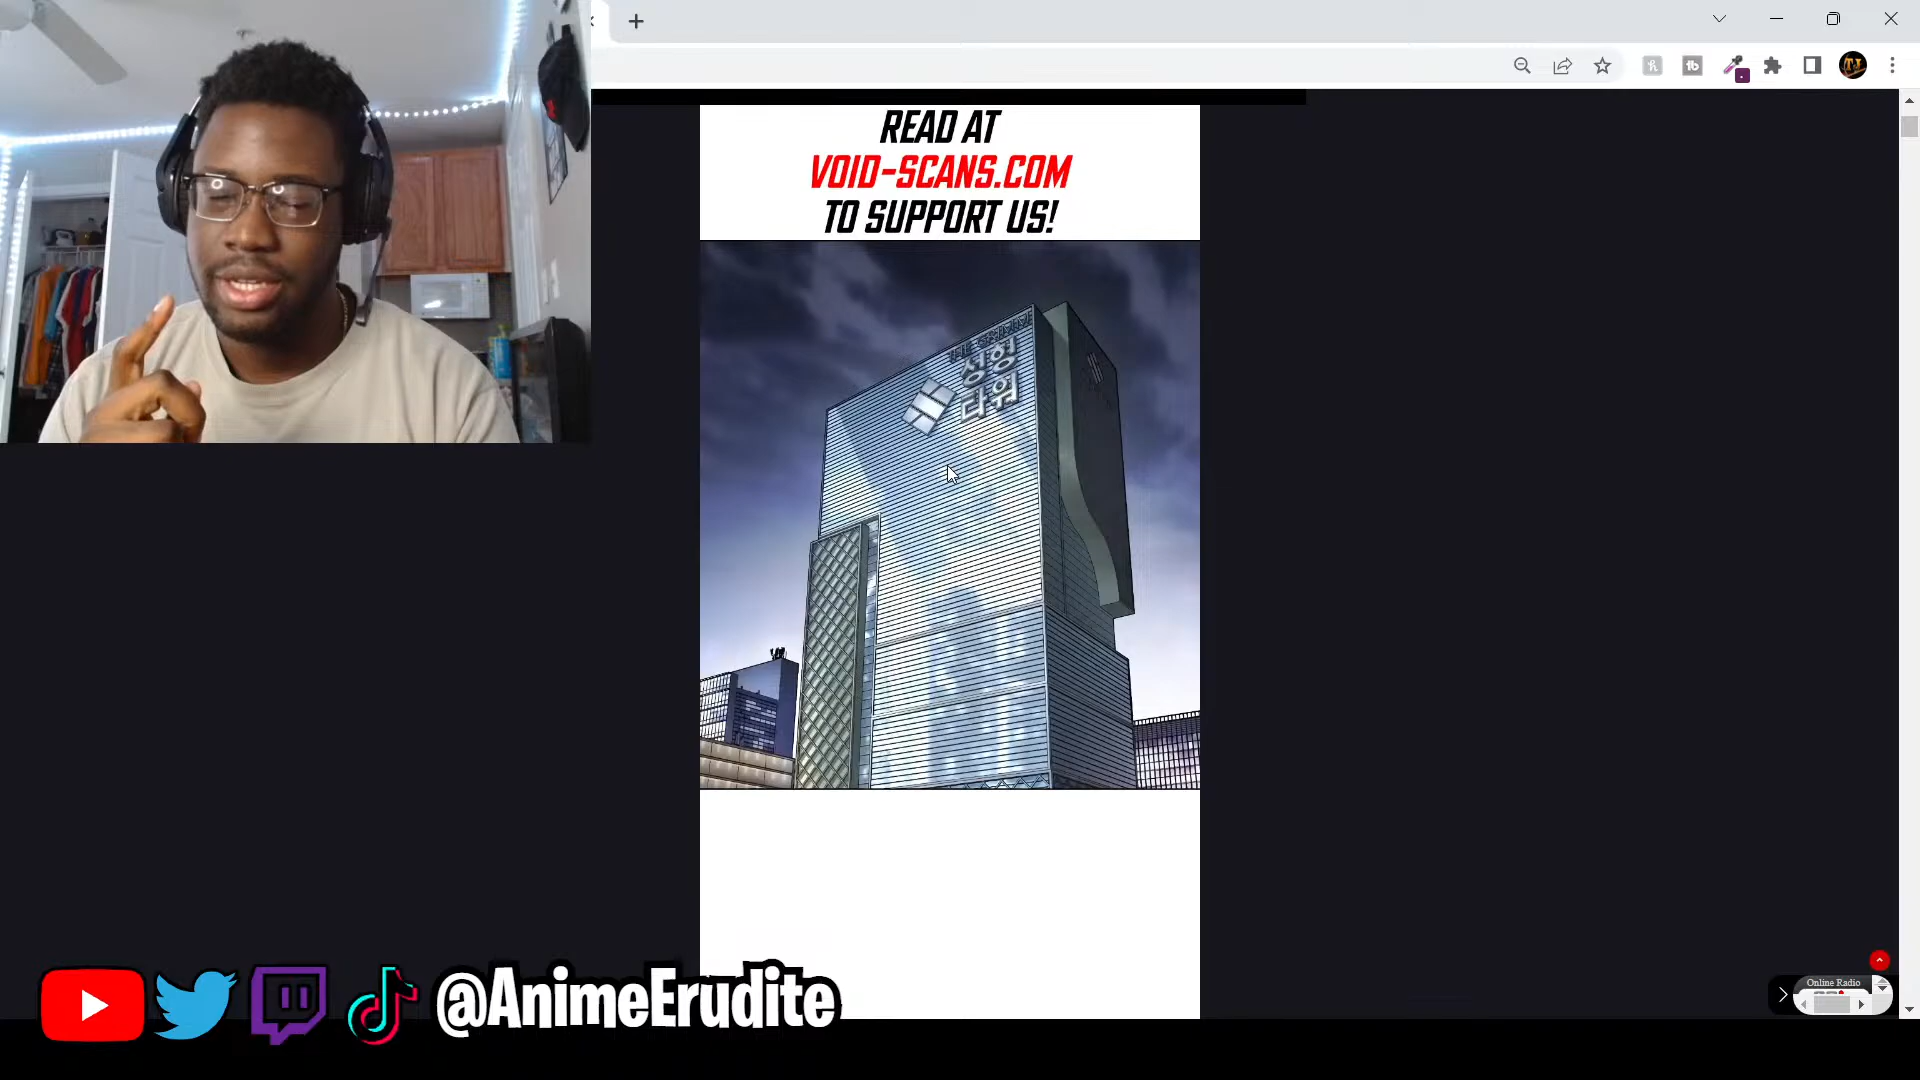 READ AT
VOID-SCANS.COM
TO SUPPORT US!
성형
타워
Online Radio
@AnimeErudite